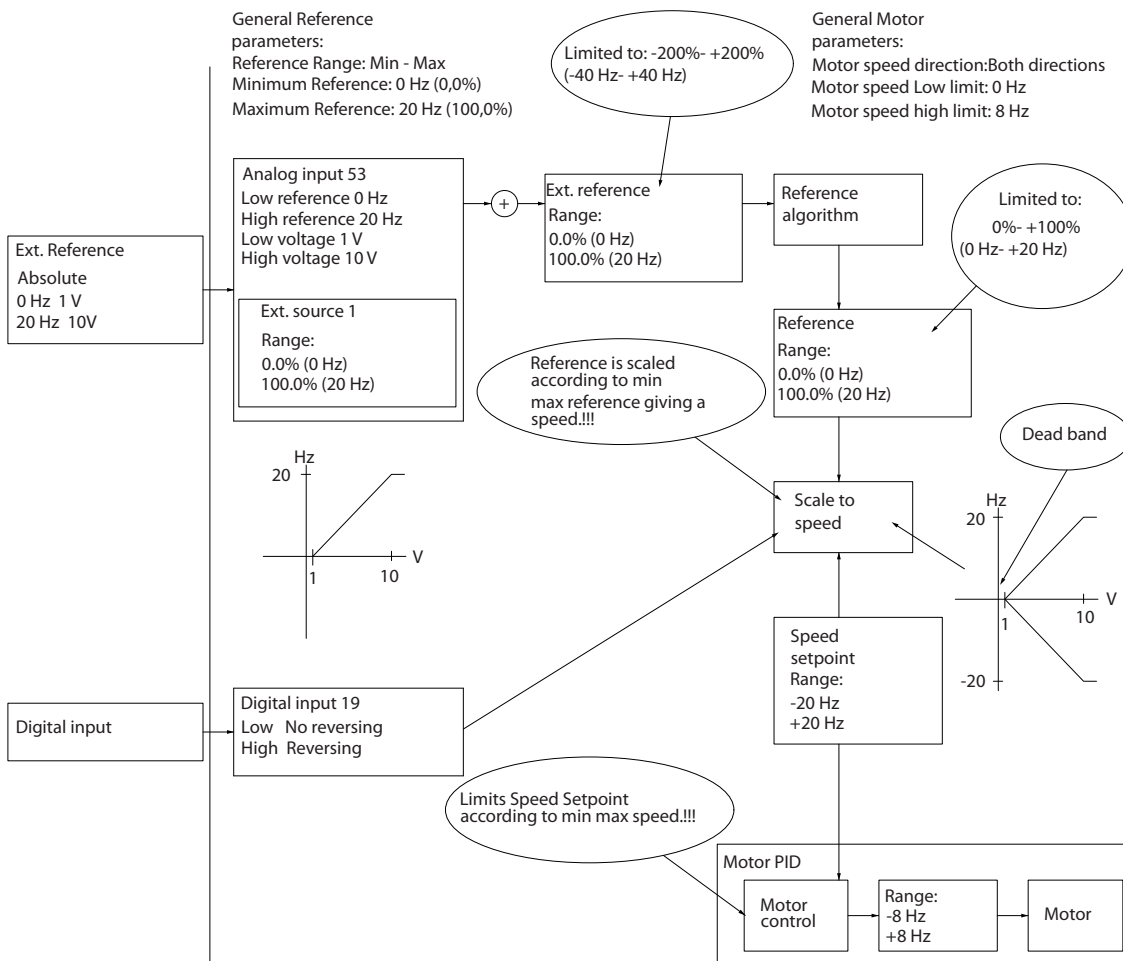 General Reference
parameters:
Reference Range: Min - Max
Minimum Reference: 0 Hz (0,0%)
Maximum Reference: 20 Hz (100,0%)
Limited to: -200%- +200%
(-40 Hz- +40 Hz)
General Motor
parameters:
Motor speed direction:Both directions
Motor speed Low limit: 0 Hz
Motor speed high limit: 8 Hz
Ext. Reference
Absolute
0 Hz 1 V
20 Hz 10V
Analog input 53
Low reference 0 Hz
High reference 20 Hz
Low voltage 1 V
High voltage 10 V
Ext. source 1
Range:
0.0% (0 Hz)
100.0% (20 Hz)
+
Ext. reference
Range:
0.0% (0 Hz)
100.0% (20 Hz)
Reference
algorithm
Limited to:
0%- +100%
(0 Hz- +20 Hz)
Reference
Range:
0.0% (0 Hz)
100.0% (20 Hz)
Reference is scaled
according to min
max reference giving a
speed.!!!
Dead band
Hz
20
1
10
V
Scale to
speed
Hz
20
1
10
V
-20
Speed
setpoint
Range:
-20 Hz
+20 Hz
Digital input
Digital input 19
Low No reversing
High Reversing
Limits Speed Setpoint
according to min max speed.!!!
Motor PID
Motor
control
Range:
-8 Hz
+8 Hz
Motor